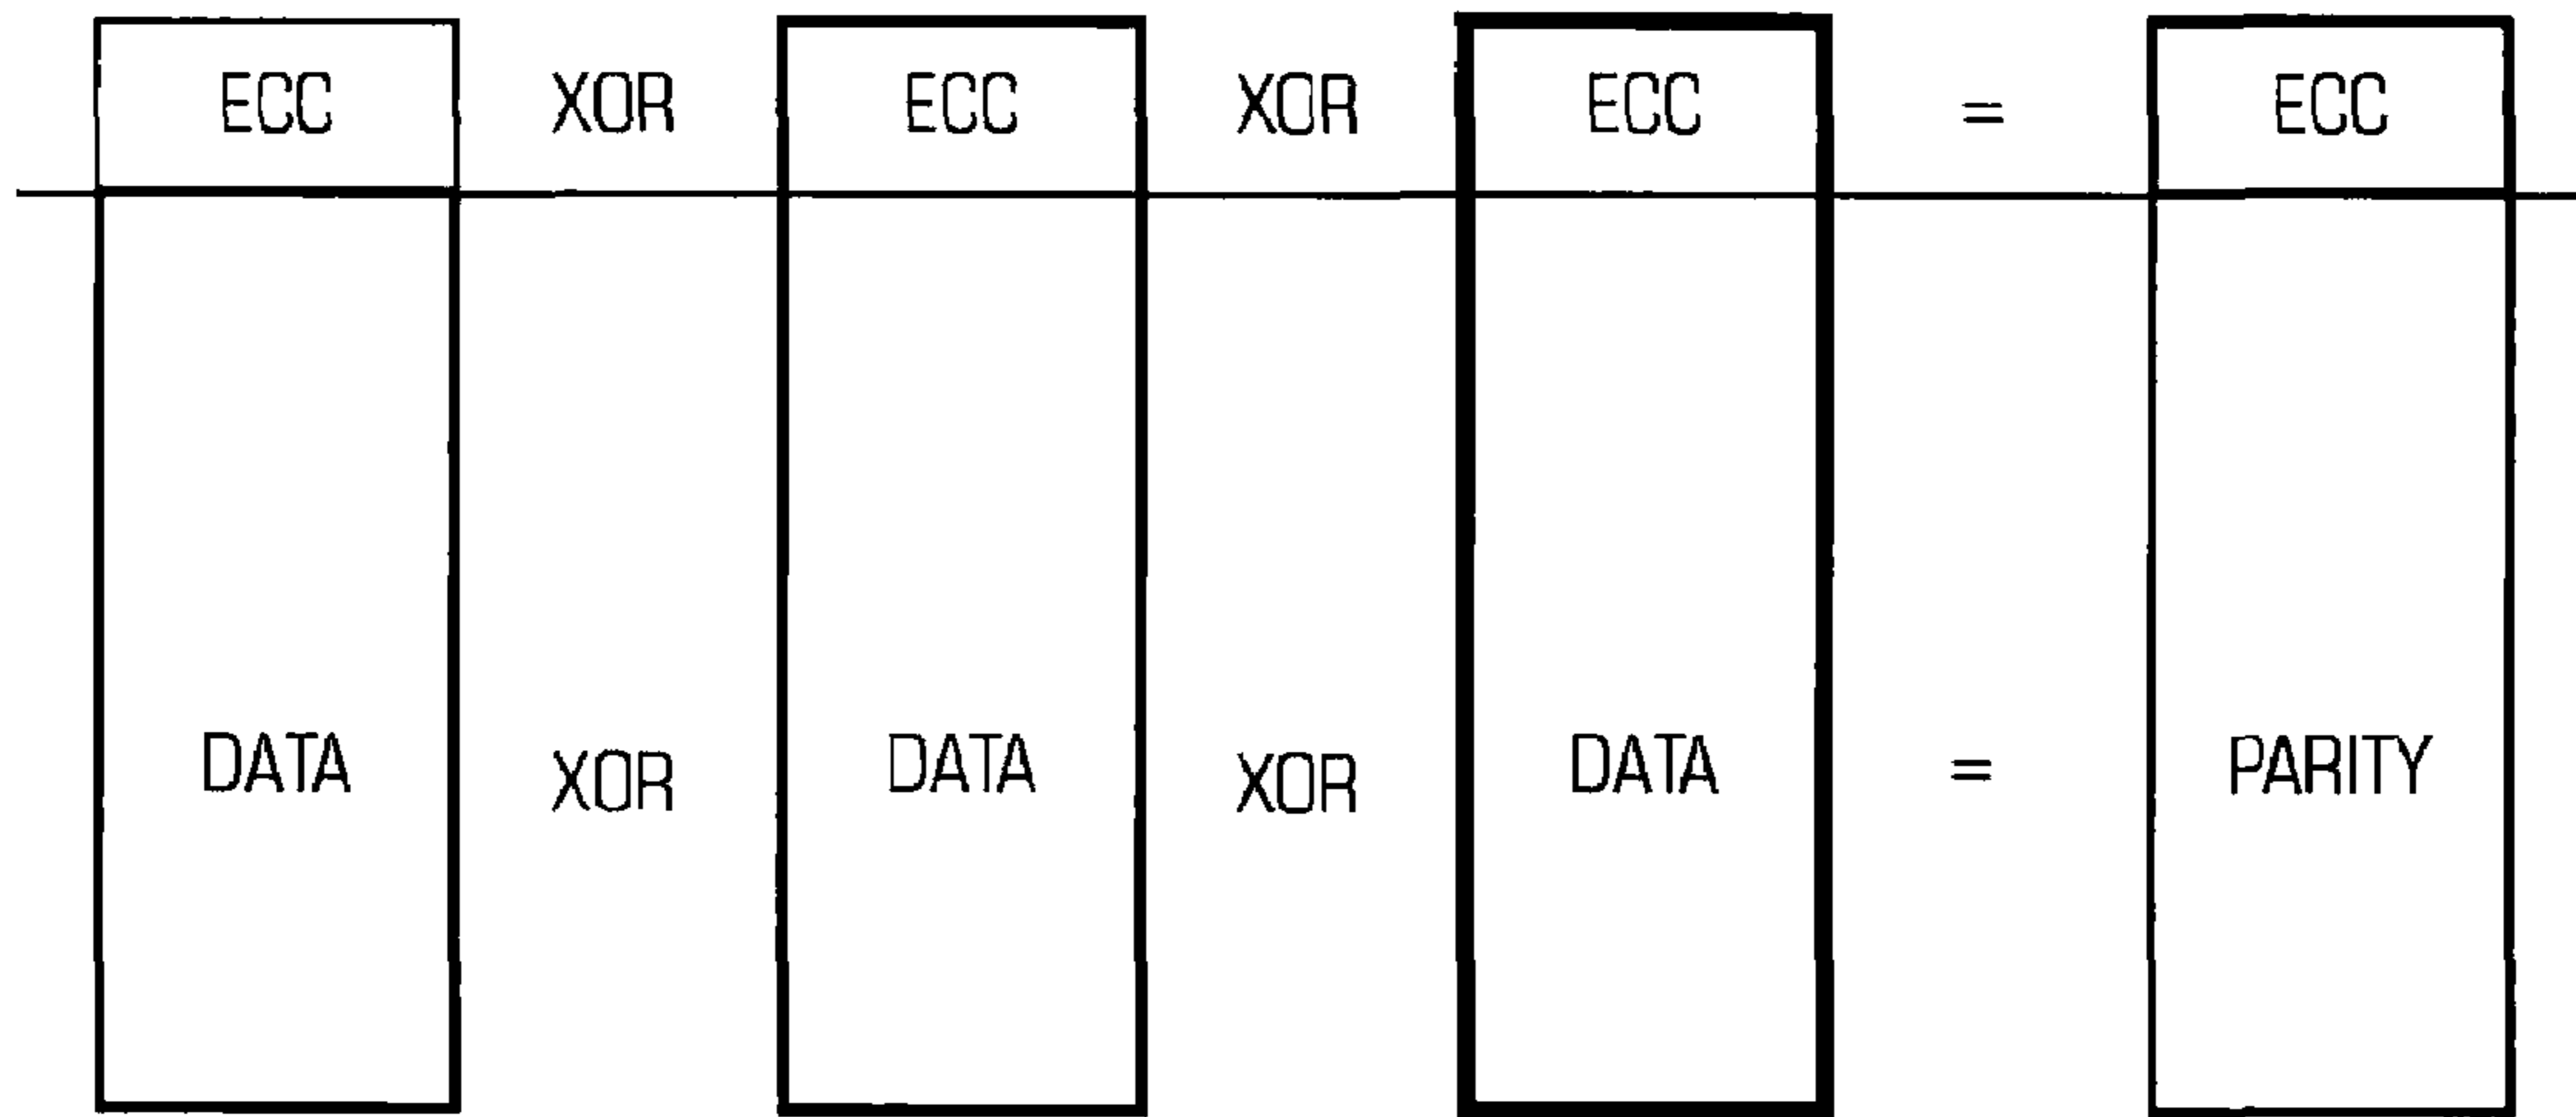 ECC XOR ECC XOR ECC = ECC
DATA XOR DATA XOR DATA = PARITY